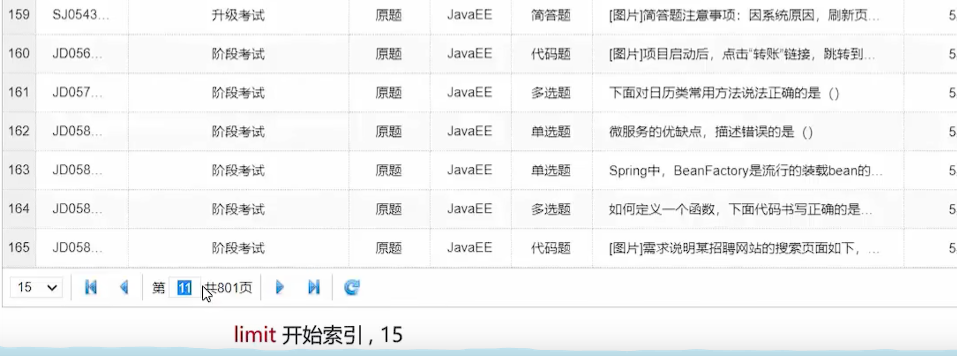 159 SJ0543... 升级考试 原题 JavaEE 简答题 [图片]简答题注意事项：因系统原因，刷新页... 5.
160 JD056... 阶段考试 原题 JavaEE 代码题 [图片]项目启动后，点击“转账”链接，跳转到... 5
161 JD057... 阶段考试 原题 JavaEE 多选题 下面对日历类常用方法说法正确的是（） 5
162 JD058... 阶段考试 原题 JavaEE 单选题 微服务的优缺点，描述错误的是（） 5
163 JD058... 阶段考试 原题 JavaEE 单选题 Spring中，BeanFactory是流行的装载bean的... 5
164 JD058... 阶段考试 原题 JavaEE 多选题 如何定义一个函数，下面代码书写正确的是... 5
165 JD058... 阶段考试 原题 JavaEE 代码题 [图片]需求说明某招聘网站的搜索页面如下，... 5
15 第 11 共801页
limit 开始索引 , 15